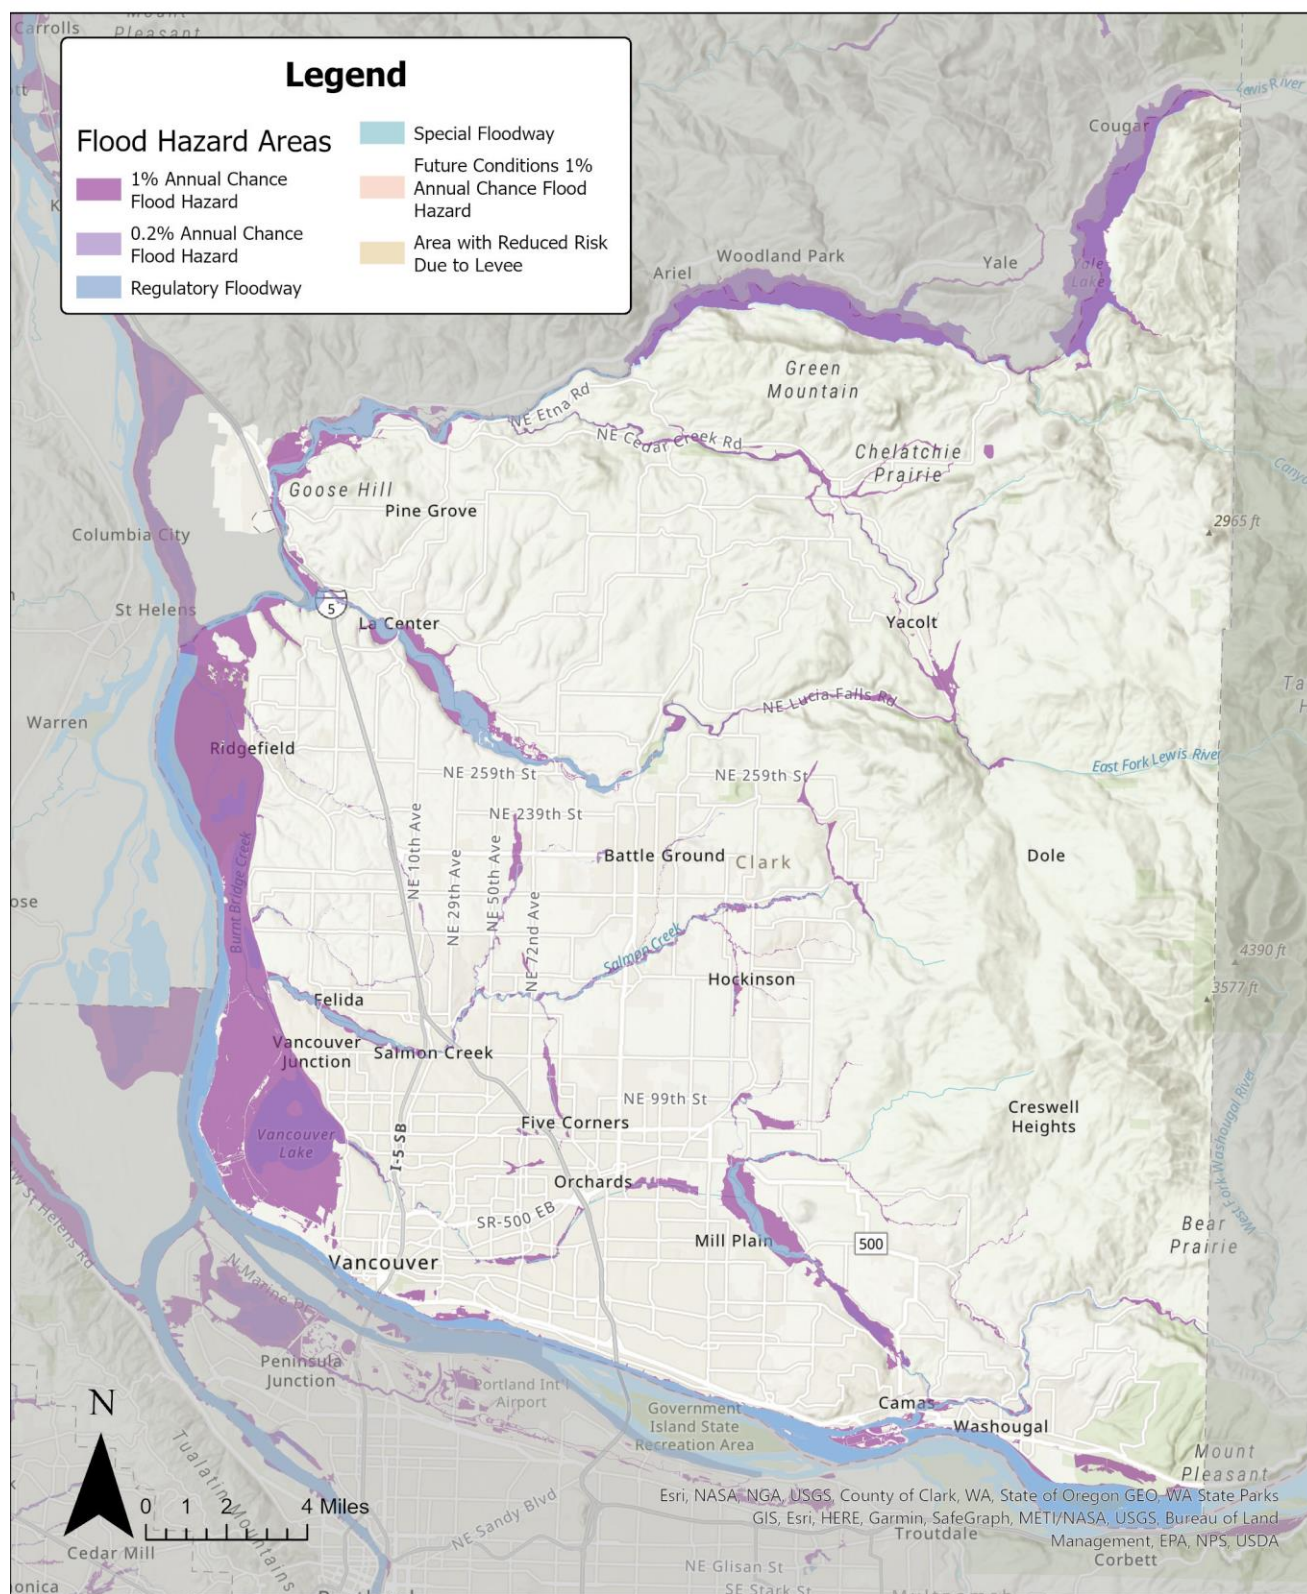 Carrolls
Mount
Pleasant
Legend
Flood Hazard Areas
1% Annual Chance
Flood Hazard
0.2% Annual Chance
Flood Hazard
Regulatory Floodway
Special Floodway
Future Conditions 1%
Annual Chance Flood
Hazard
Area with Reduced Risk
Due to Levee
Lewis River
Cougar
Woodland Park
Ariel
Yale
Yale
Lake
Green
Mountain
NE Etna Rd
NE Cedar Creek Rd
Chelatchie
Prairie
Goose Hill
Pine Grove
Columbia City
2965 ft
St Helens
5
La Center
Yacolt
Warren
Ridgefield
NE Lucia Falls Rd
East Fork Lewis River
NE 259th St
NE 259th St
NE 239th St
NE 10th Ave
NE 29th Ave
NE 50th Ave
NE 72nd Ave
Battle Ground
Clark
Dole
Burnt Bridge Creek
Salmon Creek
4390 ft
Hockinson
3577 ft
Felida
Vancouver
Junction
Salmon Creek
NE 99th St
Creswell
Heights
Five Corners
Vancouver
Lake
I-5 SB
Orchards
SR-500 EB
West Fork Washougal River
Mill Plain
500
Bear
Prairie
Vancouver
N Marine Dr
Peninsula
Junction
Portland Int'l
Airport
Government
Island State
Recreation Area
Camas
Washougal
Mount
Pleasant
N
Tualatin Mountains
0 1 2 4 Miles
NE Sandy Blvd
Cedar Mill
Esri, NASA, NGA, USGS, County of Clark, WA, State of Oregon GEO, WA State Parks
GIS, Esri, HERE, Garmin, SafeGraph, METI/NASA, USGS, Bureau of Land
Management, EPA, NPS, USDA
Troutdale
Corbett
NE Glisan St
SE Stark St